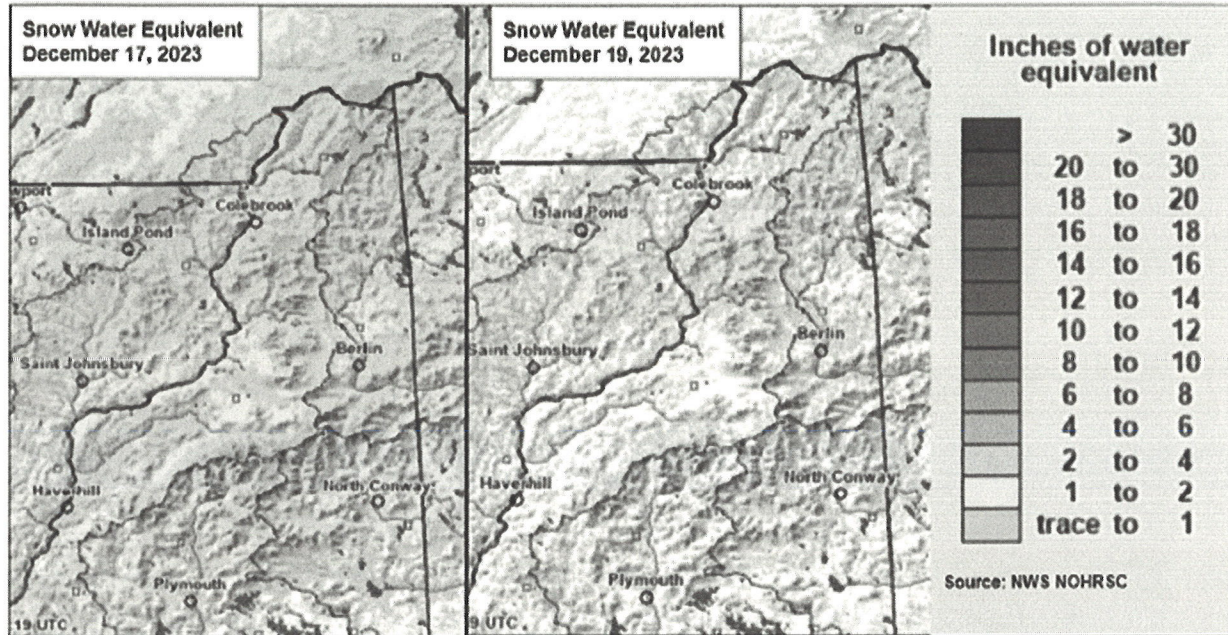 Snow Water Equivalent
December 17, 2023
wport
Colebrook
Island Pond
Berlin
Saint Johnsbury
Haverhill
North Conway
Plymouth
19 UTC
Snow Water Equivalent
December 19, 2023
port
Colebrook
Island Pond
Berlin
Saint Johnsbury
Haverhill
North Conway
Plymouth
9 UTC
Inches of water
equivalent
> 30
20 to 30
18 to 20
16 to 18
14 to 16
12 to 14
10 to 12
8 to 10
6 to 8
4 to 6
2 to 4
1 to 2
trace to 1
Source: NWS NOHRSC